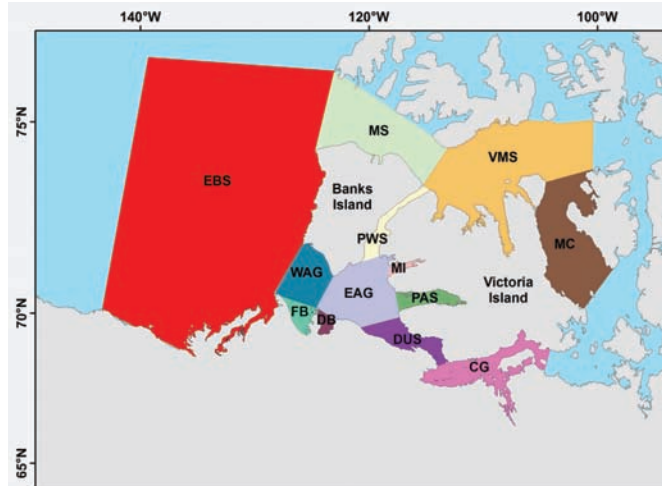 140°W 120°W 100°W
75°N
70°N
65°N
MS
VMS
EBS
Banks
Island
PWS
MC
WAG
MI
EAG
Victoria
Island
PAS
FB
DB
DUS
CG